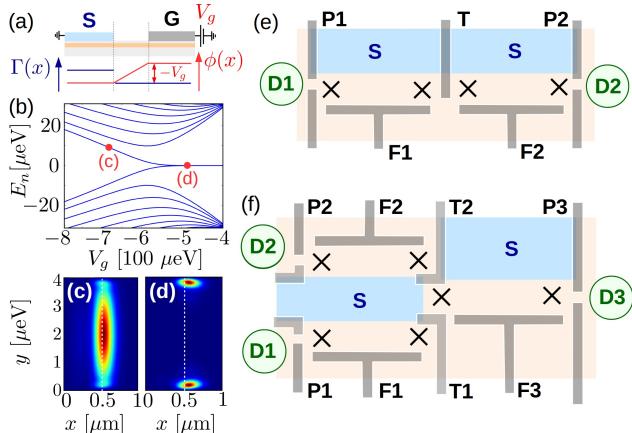 (a)
S
G
V_g
Γ(x)
−V_g
ϕ(x)
(b)
E_n [μeV]
20
0
−20
(c)
(d)
−8
−7
−6
−5
−4
V_g [100 μeV]
(c)
(d)
y [μeV]
4
3
2
1
0
0
0.5
1
0
0.5
1
x [μm]
x [μm]
(e)
P1
T
P2
S
S
D1
D2
F1
F2
(f)
P2
F2
T2
P3
D2
S
S
D3
D1
P1
F1
T1
F3